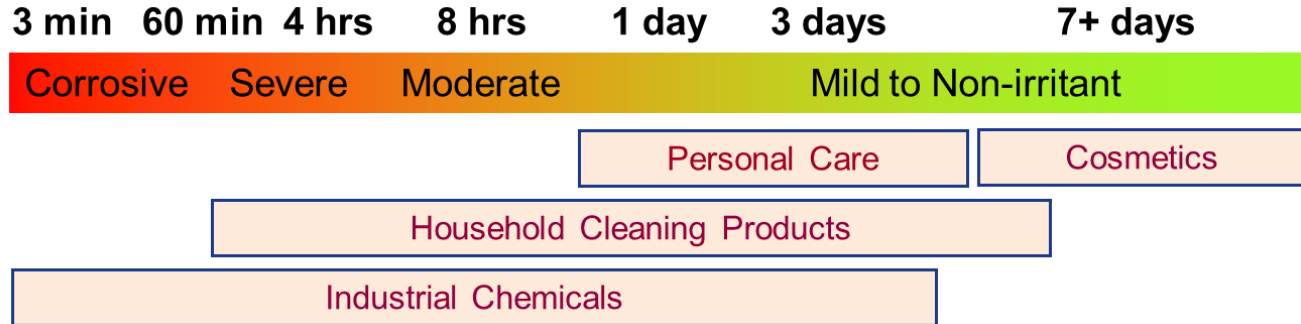 3 min 60 min 4 hrs 8 hrs 1 day 3 days 7+ days
Corrosive Severe Moderate Mild to Non-irritant
Personal Care Cosmetics
Household Cleaning Products
Industrial Chemicals